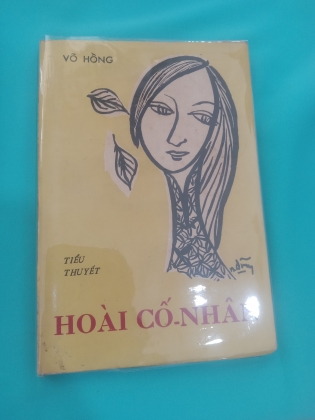 VÕ HỒNG
TIỂU
THUYẾT
HOÀI CỐ-NHÂN